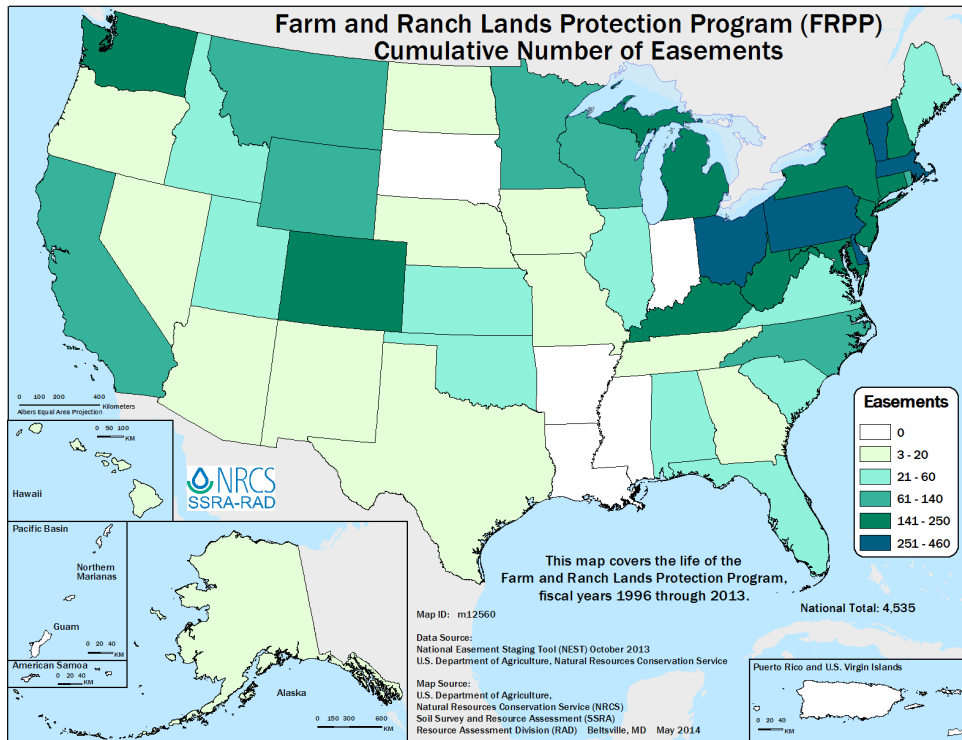 Farm and Ranch Lands Protection Program (FRPP)
Cumulative Number of Easements
0 100 200 400
Kilometers
Albers Equal Area Projection
0 50 100
KM
Hawaii
NRCS
SSRA-RAD
Easements
0
3 - 20
21 - 60
61 - 140
141 - 250
251 - 460
Pacific Basin
Northern
Marianas
Guam
0 20 40
KM
American Samoa
0 20 40
KM
Alaska
0 150 300 600
KM
This map covers the life of the
Farm and Ranch Lands Protection Program,
fiscal years 1996 through 2013.
National Total: 4,535
Map ID: m12560
Data Source:
National Easement Staging Tool (NEST) October 2013
U.S. Department of Agriculture, Natural Resources Conservation Service
Map Source:
U.S. Department of Agriculture,
Natural Resources Conservation Service (NRCS)
Soil Survey and Resource Assessment (SSRA)
Resource Assessment Division (RAD) Beltsville, MD May 2014
Puerto Rico and U.S. Virgin Islands
0 20 40
KM